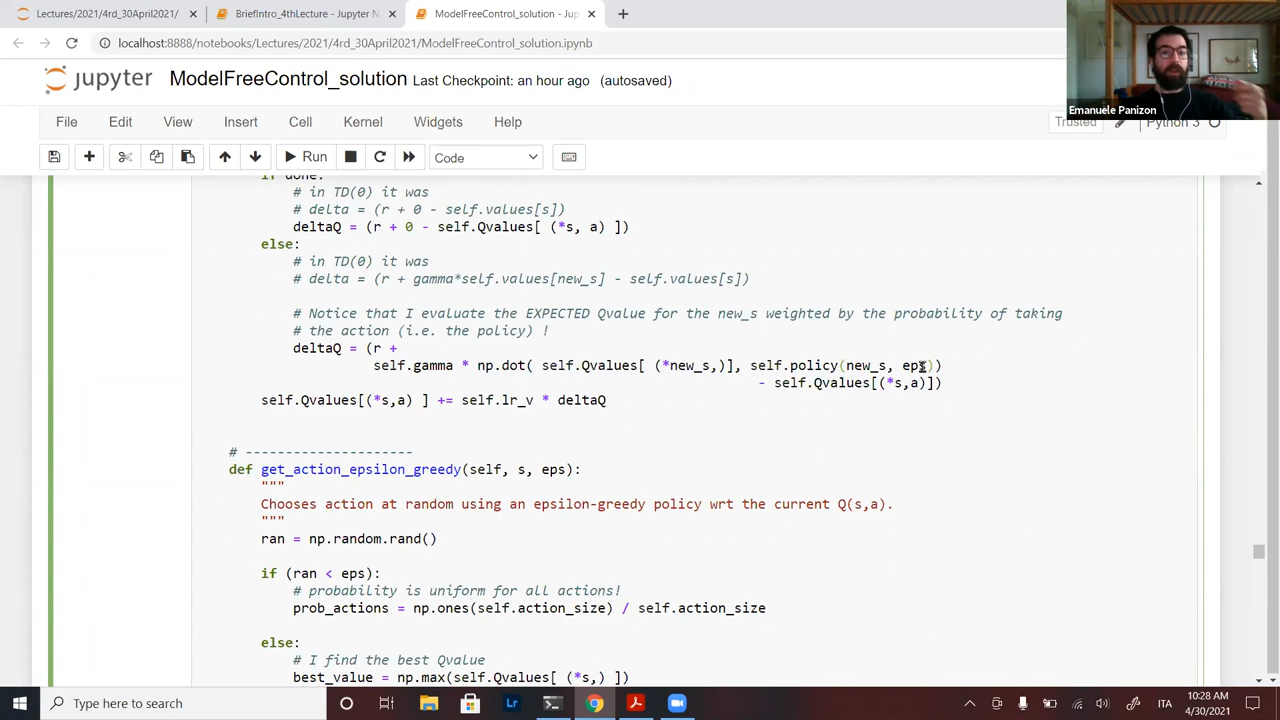 Lectures/2021/4rd_30April2021/
BriefIntro_4thLecture - Jupyter N
ModelFreeControl_solution - Jup
localhost:8888/notebooks/Lectures/2021/4rd_30April2021/ModelFreeControl_solution.ipynb
jupyter ModelFreeControl_solution Last Checkpoint: an hour ago (autosaved)
Emanuele Panizon
File Edit View Insert Cell Kernel Widgets Help
Trusted Python 3
Run Code
if done:
# in TD(0) it was
# delta = (r + 0 - self.values[s])
deltaQ = (r + 0 - self.Qvalues[ (*s, a) ])
else:
# in TD(0) it was
# delta = (r + gamma*self.values[new_s] - self.values[s])
# Notice that I evaluate the EXPECTED Qvalue for the new_s weighted by the probability of taking
# the action (i.e. the policy) !
deltaQ = (r +
self.gamma * np.dot( self.Qvalues[ (*new_s,)], self.policy(new_s, eps))
- self.Qvalues[(*s,a)])
self.Qvalues[(*s,a) ] += self.lr_v * deltaQ
# ---------------------
def get_action_epsilon_greedy(self, s, eps):
"""
Chooses action at random using an epsilon-greedy policy wrt the current Q(s,a).
"""
ran = np.random.rand()
if (ran < eps):
# probability is uniform for all actions!
prob_actions = np.ones(self.action_size) / self.action_size
else:
# I find the best Qvalue
best_value = np.max(self.Qvalues[ (*s,) ])
Type here to search
ITA
10:28 AM
4/30/2021